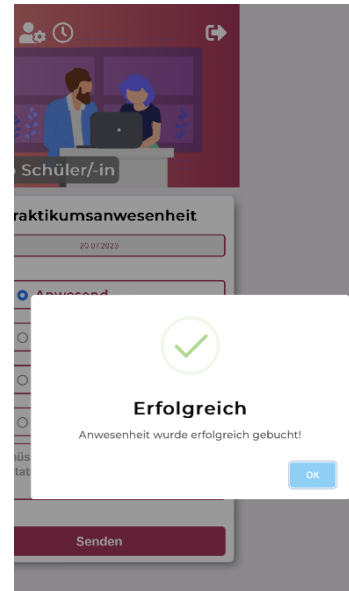 Schüler/-in
raktikumsanwesenheit
20.07.2023
Anwesend
Erfolgreich
Anwesenheit wurde erfolgreich gebucht!
OK
Senden